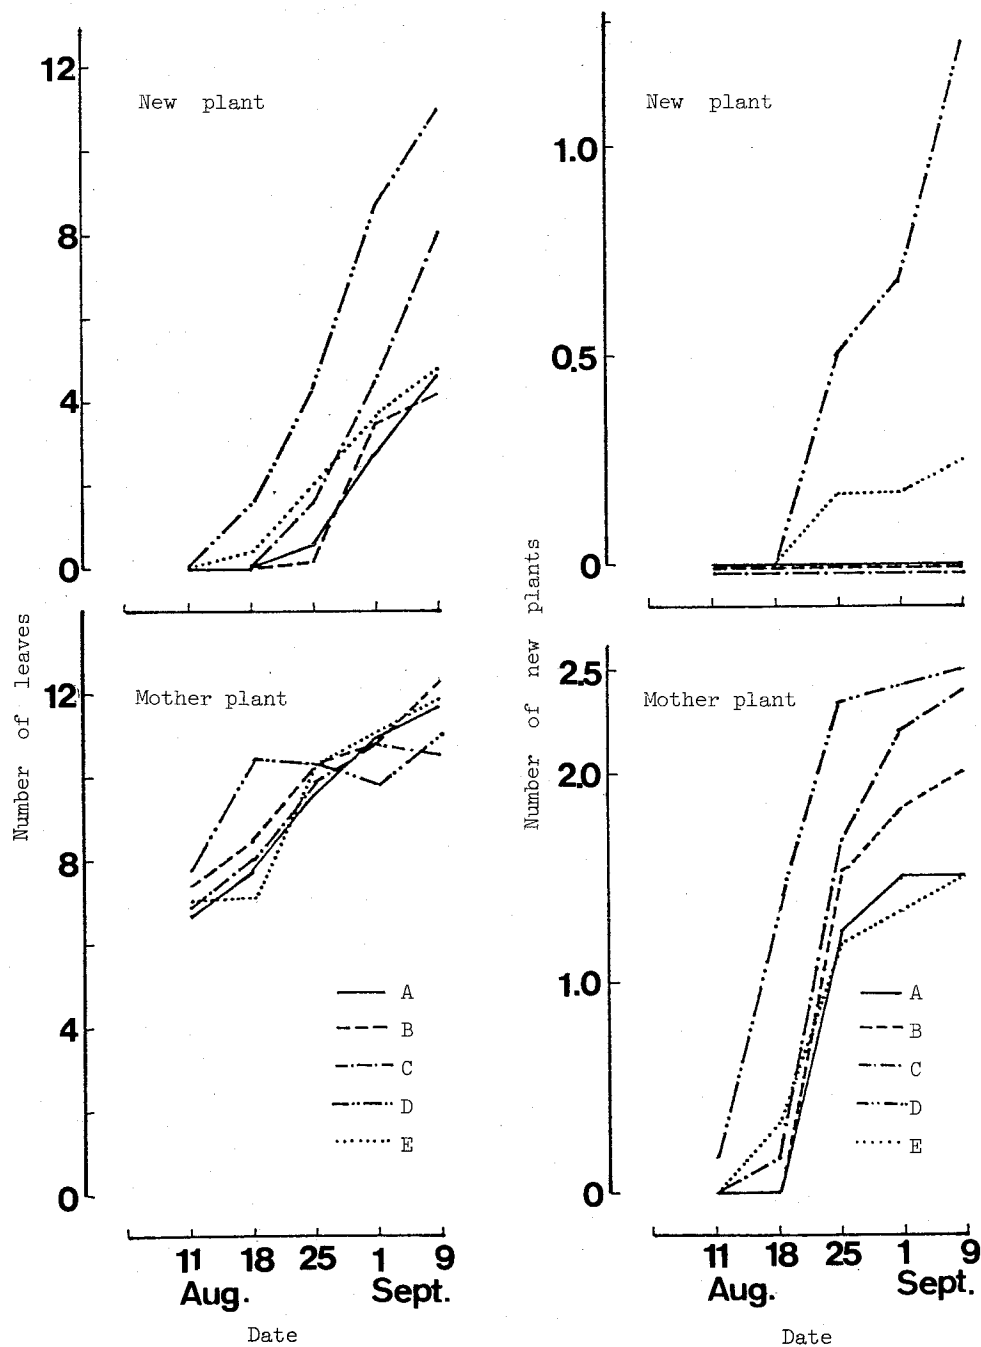 12
New plant
8
4
0
Number of leaves
12
Mother plant
8
4
0
A
B
C
D
E
11 18 25 1 9
Aug. Sept.
Date
New plant
1.0
0.5
0
Number of new plants
2.5
Mother plant
2.0
1.0
0
A
B
C
D
E
11 18 25 1 9
Aug. Sept.
Date